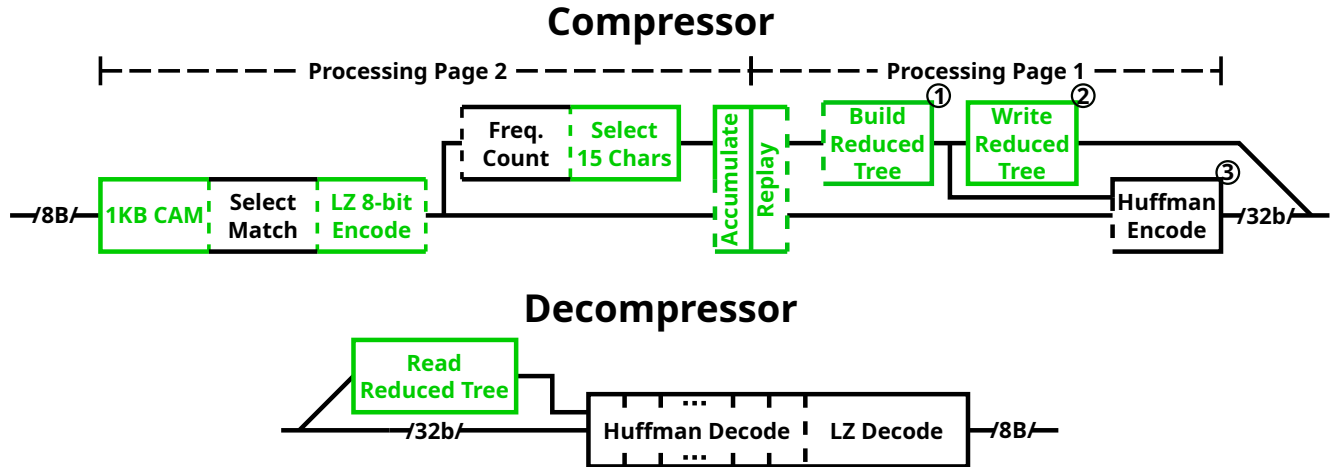 Compressor
Processing Page 2
Processing Page 1
Freq.
Count
Select
15 Chars
Accumulate
Replay
Build
Reduced
Tree
①
Write
Reduced
Tree
②
/8B/
1KB CAM
Select
Match
LZ 8-bit
Encode
Huffman
Encode
③
/32b/
Decompressor
Read
Reduced Tree
/32b/
...
Huffman Decode
...
LZ Decode
/8B/